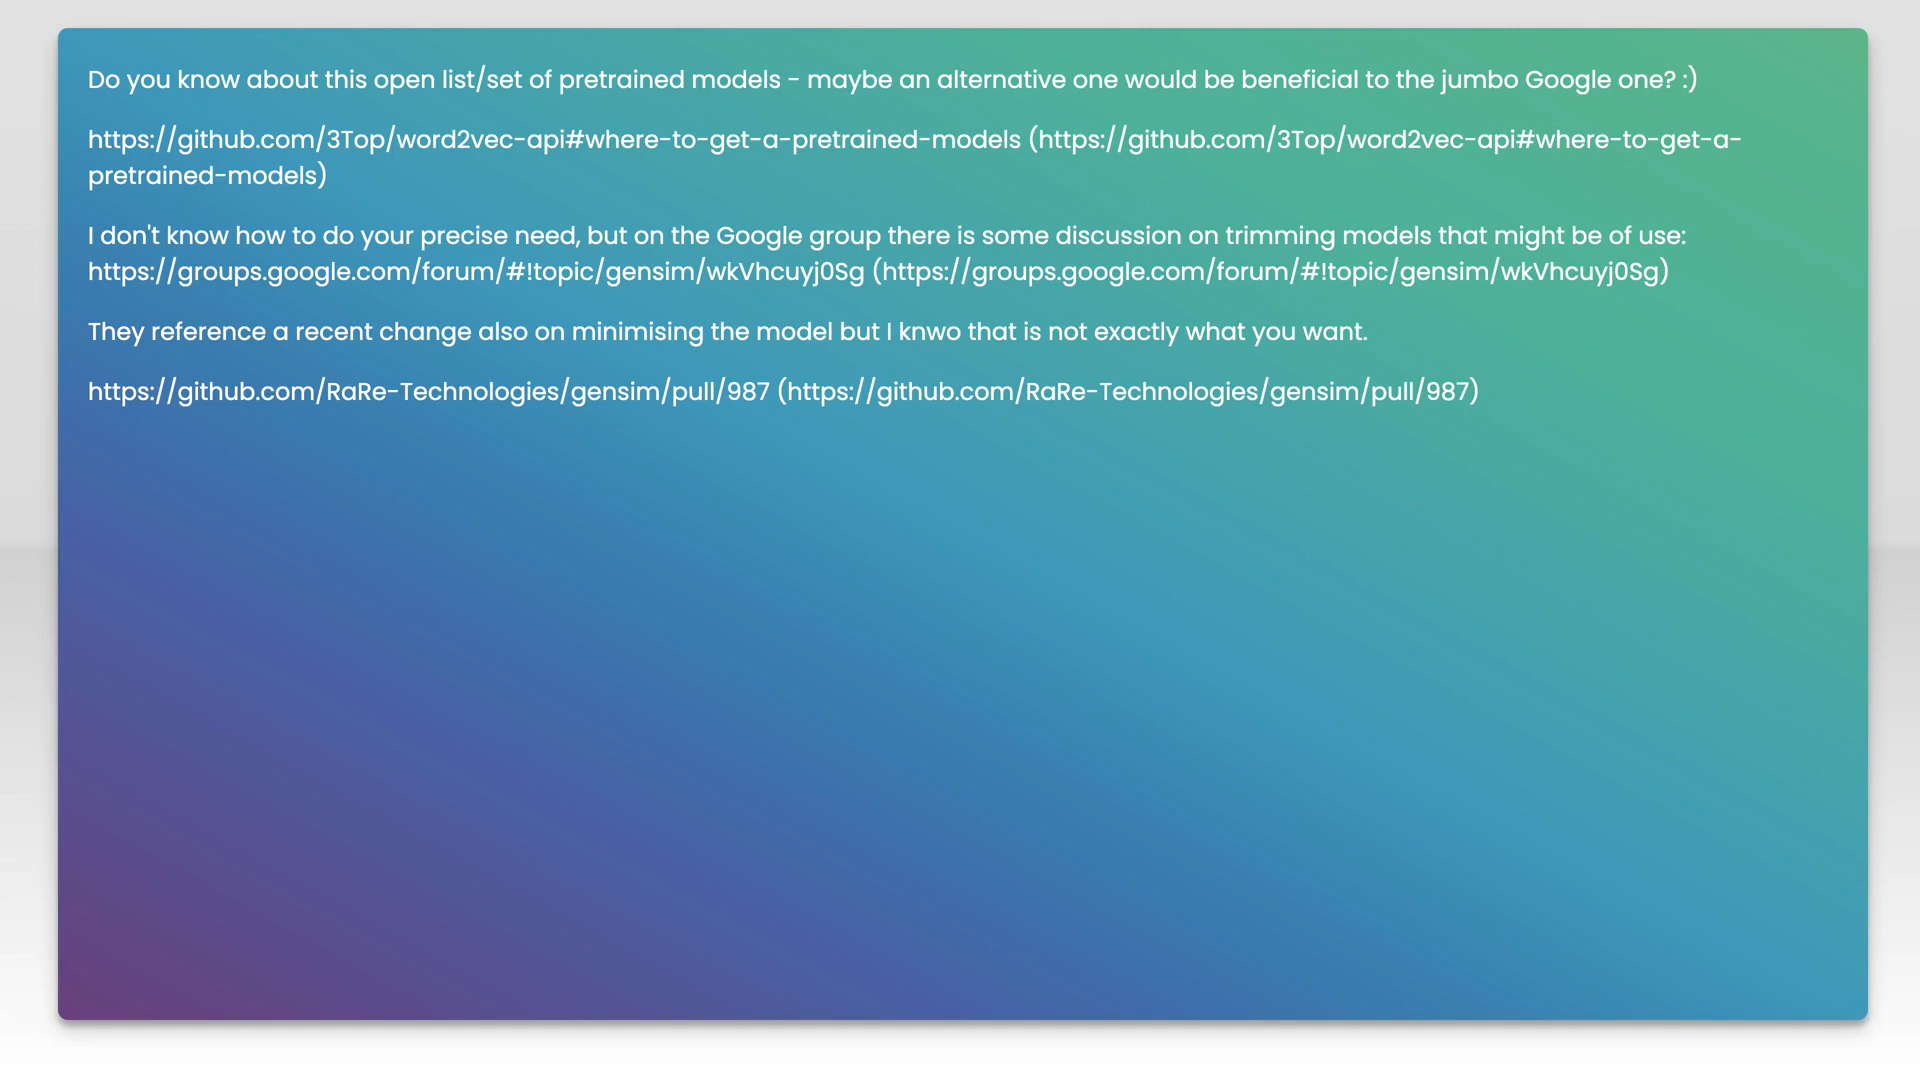 Do you know about this open list/set of pretrained models - maybe an alternative one would be beneficial to the jumbo Google one? :)
https://github.com/3Top/word2vec-api#where-to-get-a-pretrained-models (https://github.com/3Top/word2vec-api#where-to-get-a-
pretrained-models)
I don't know how to do your precise need, but on the Google group there is some discussion on trimming models that might be of use:
https://groups.google.com/forum/#!topic/gensim/wkVhcuyj0Sg (https://groups.google.com/forum/#!topic/gensim/wkVhcuyj0Sg)
They reference a recent change also on minimising the model but I knwo that is not exactly what you want.
https://github.com/RaRe-Technologies/gensim/pull/987 (https://github.com/RaRe-Technologies/gensim/pull/987)